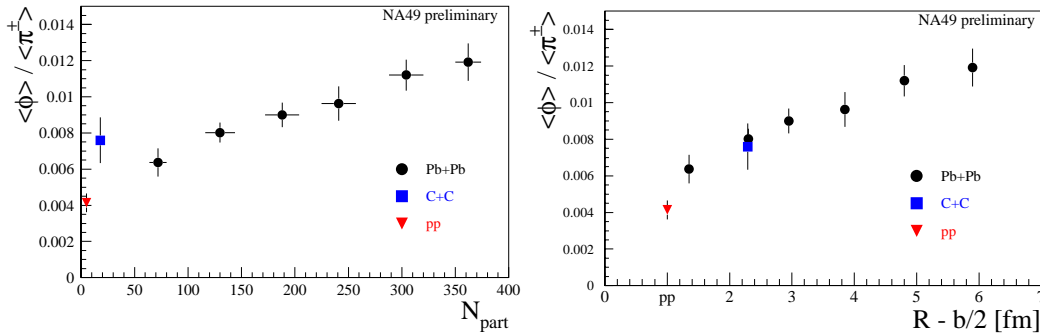 <ϕ> / <π±>
NA49 preliminary
0.014
0.012
0.01
0.008
0.006
0.004
0.002
0
Pb+Pb
C+C
pp
0 50 100 150 200 250 300 350 400
Npart
<ϕ> / <π±>
NA49 preliminary
0.014
0.012
0.01
0.008
0.006
0.004
0.002
0
Pb+Pb
C+C
pp
0 pp 2 3 4 5 6 7
R - b/2 [fm]